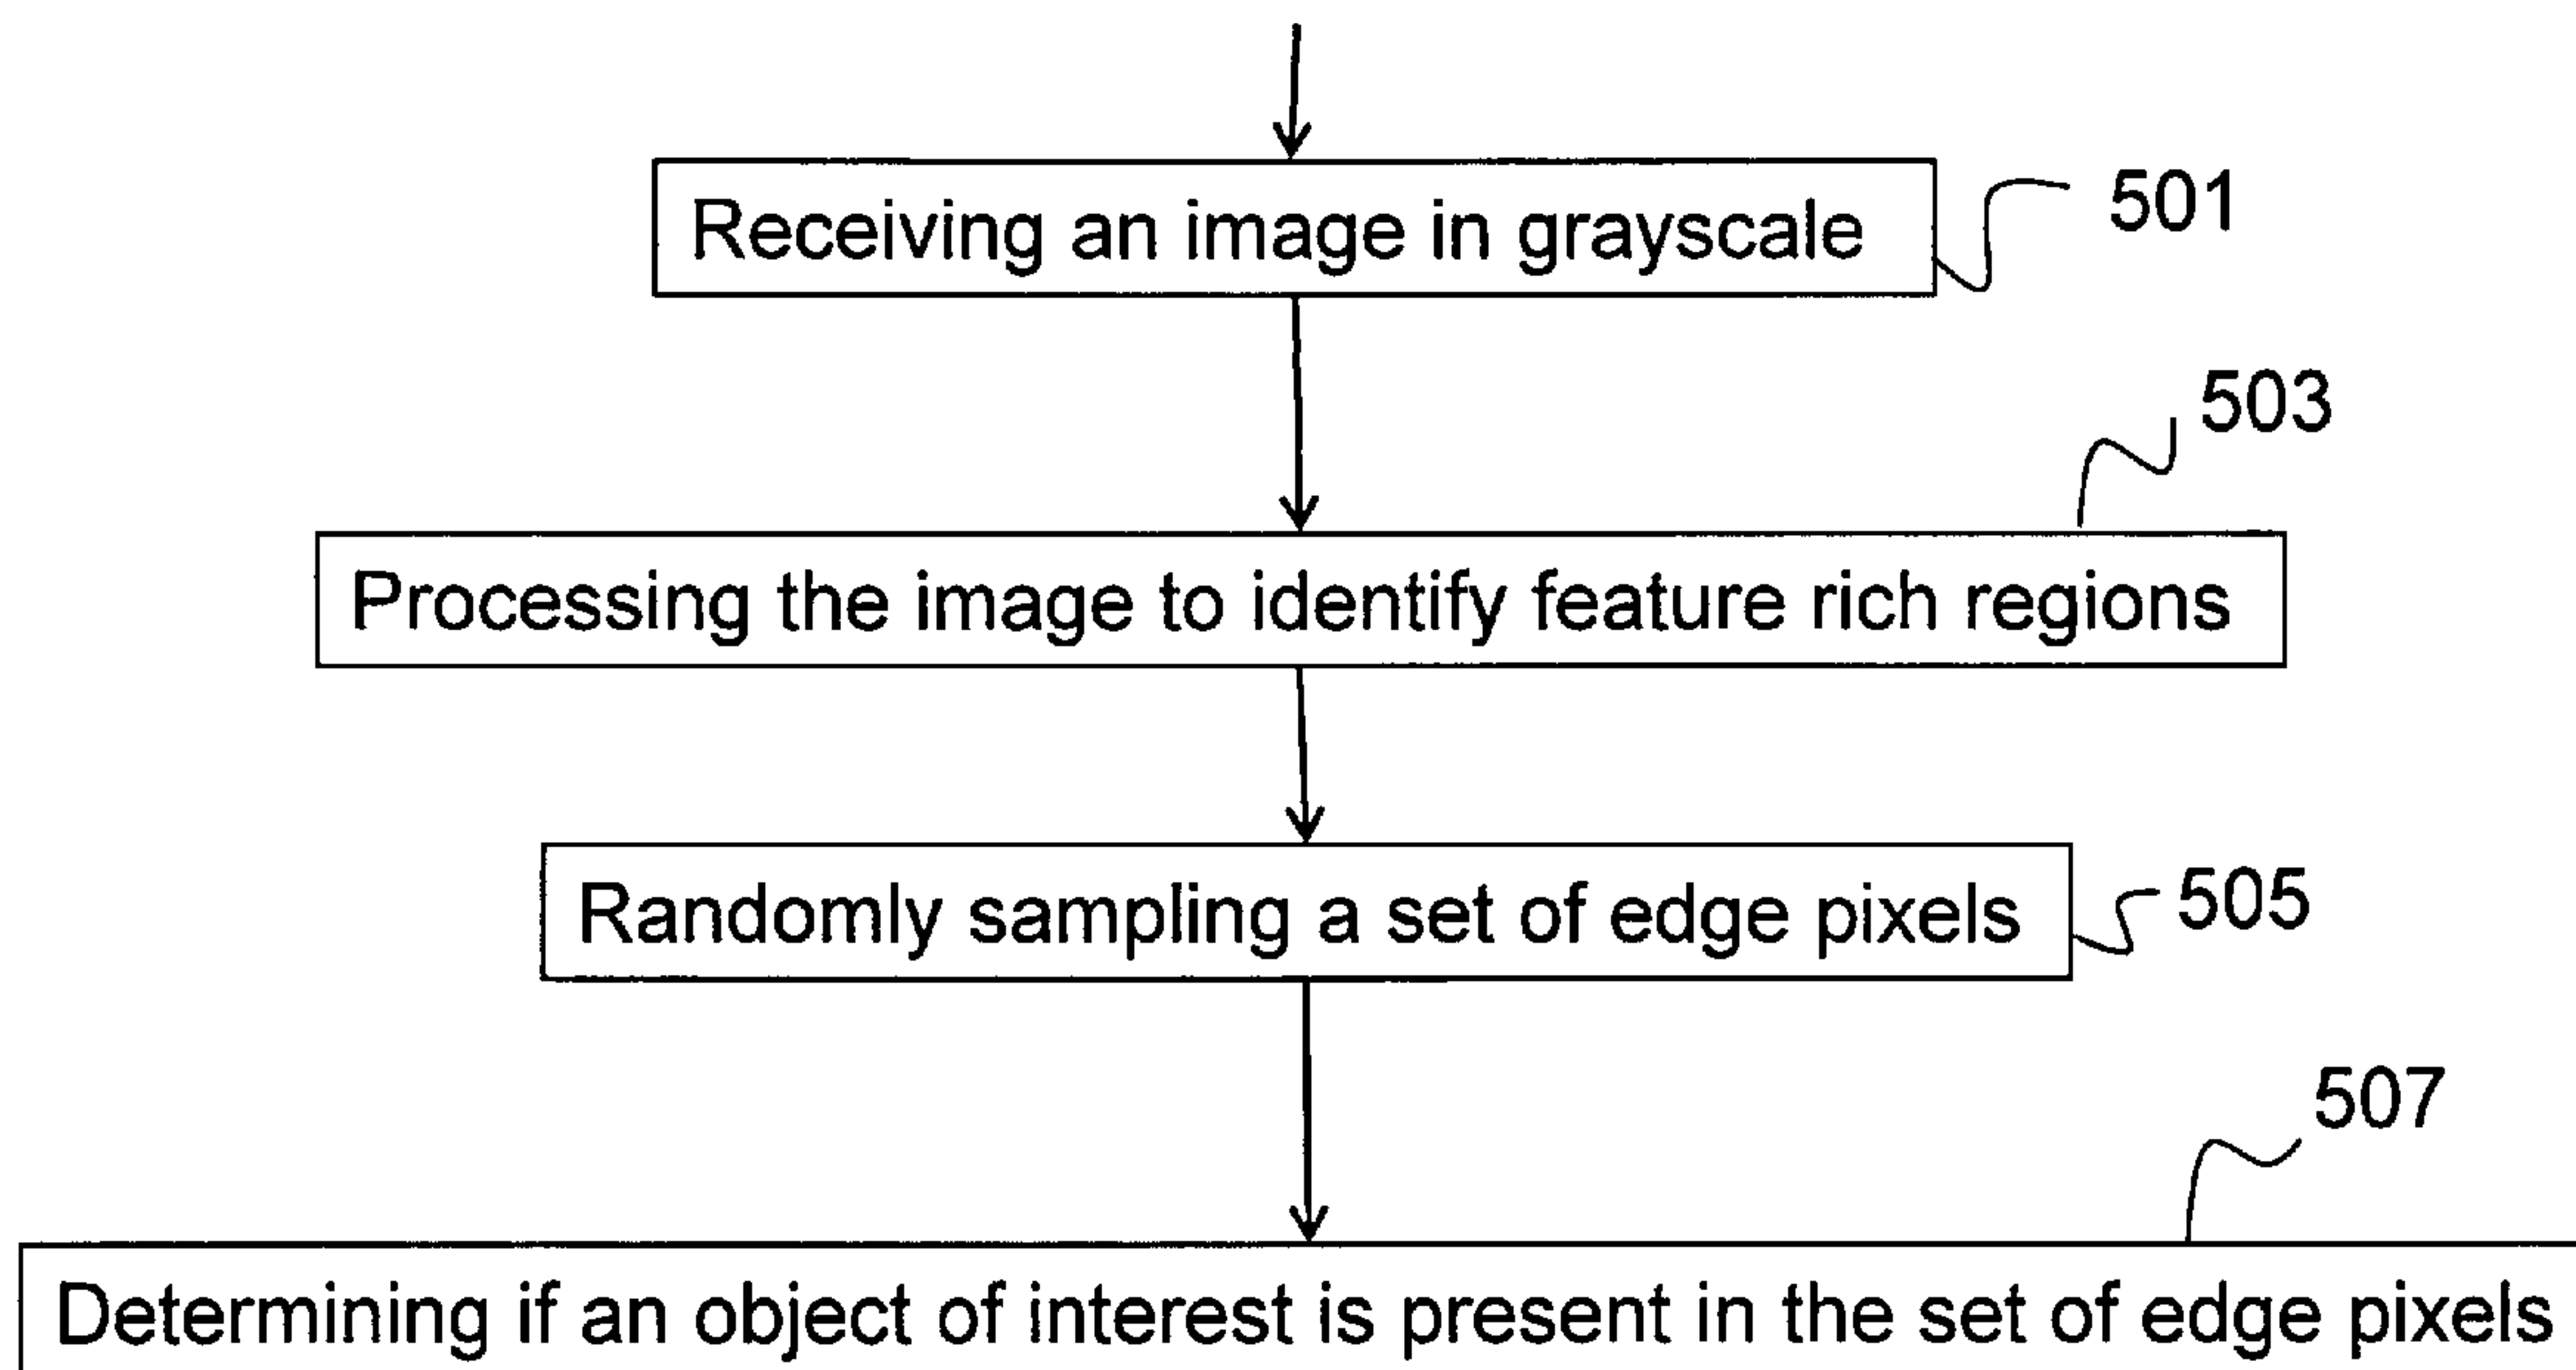 Receiving an image in grayscale
501
503
Processing the image to identify feature rich regions
Randomly sampling a set of edge pixels
505
507
Determining if an object of interest is present in the set of edge pixels